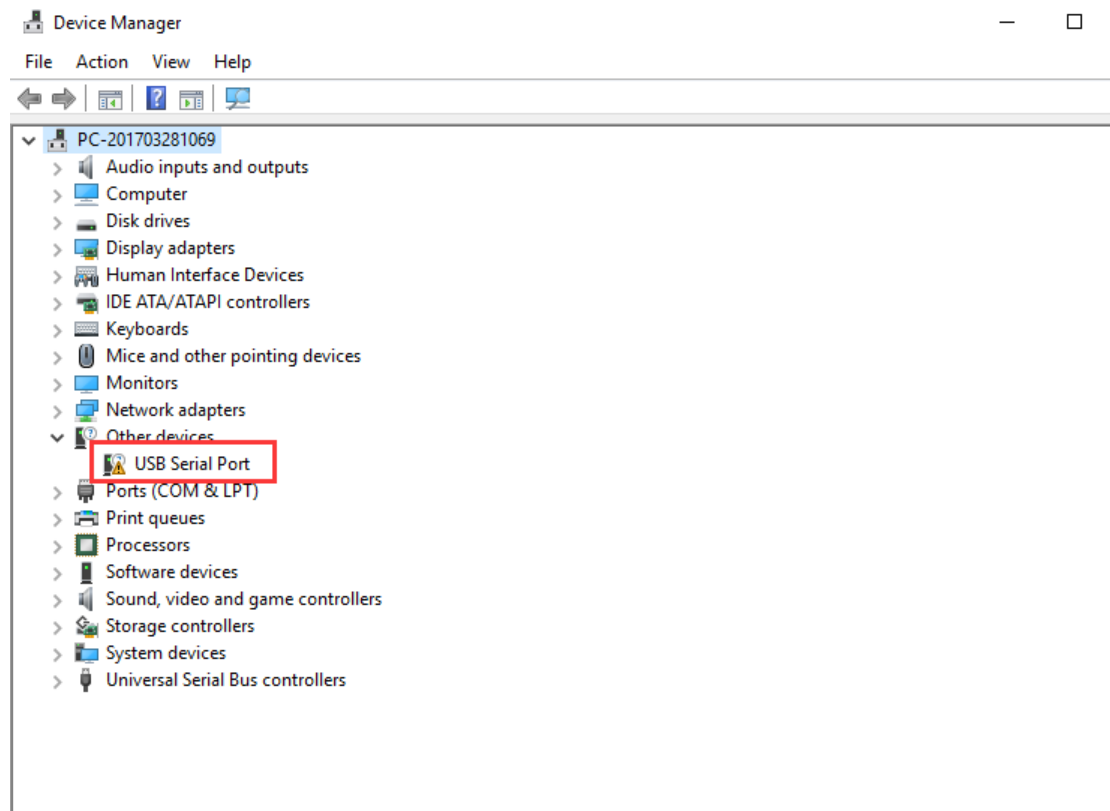 Device Manager
File Action View Help
PC-201703281069
Audio inputs and outputs
Computer
Disk drives
Display adapters
Human Interface Devices
IDE ATA/ATAPI controllers
Keyboards
Mice and other pointing devices
Monitors
Network adapters
Other devices
USB Serial Port
Ports (COM & LPT)
Print queues
Processors
Software devices
Sound, video and game controllers
Storage controllers
System devices
Universal Serial Bus controllers